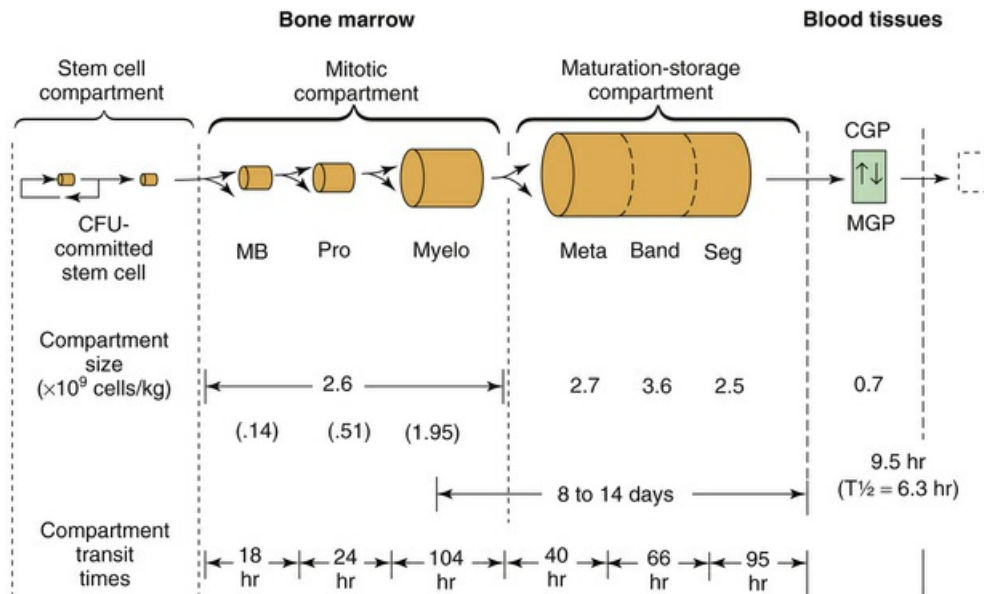 Bone marrow
Blood tissues
Stem cell
compartment
Mitotic
compartment
Maturation-storage
compartment
CGP
↑↓
MGP
CFU-
committed
stem cell
MB
Pro
Myelo
Meta
Band
Seg
Compartment
size
(×10⁹ cells/kg)
2.6
2.7
3.6
2.5
0.7
(.14)
(.51)
(1.95)
9.5 hr
(T½ = 6.3 hr)
8 to 14 days
Compartment
transit
times
18
hr
24
hr
104
hr
40
hr
66
hr
95
hr